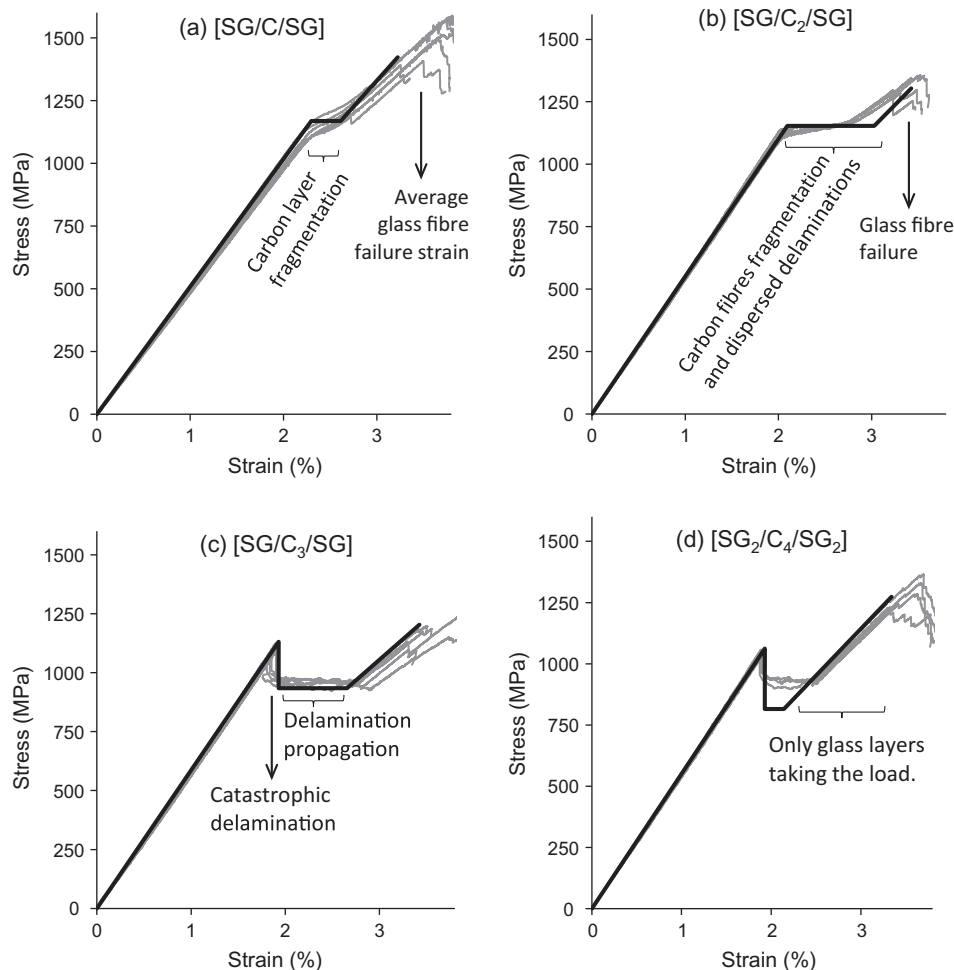 (a) [SG/C/SG]
1500
1250
1000
750
500
250
0
Stress (MPa)
0 1 2 3
Strain (%)
Carbon layer
fragmentation
Average
glass fibre
failure strain
(b) [SG/C₂/SG]
1500
1250
1000
750
500
250
0
Stress (MPa)
0 1 2 3
Strain (%)
Carbon fibres fragmentation
and dispersed delaminations
Glass fibre
failure
(c) [SG/C₃/SG]
1500
1250
1000
750
500
250
0
Stress (MPa)
0 1 2 3
Strain (%)
Delamination
propagation
Catastrophic
delamination
(d) [SG₂/C₄/SG₂]
1500
1250
1000
750
500
250
0
Stress (MPa)
0 1 2 3
Strain (%)
Only glass layers
taking the load.